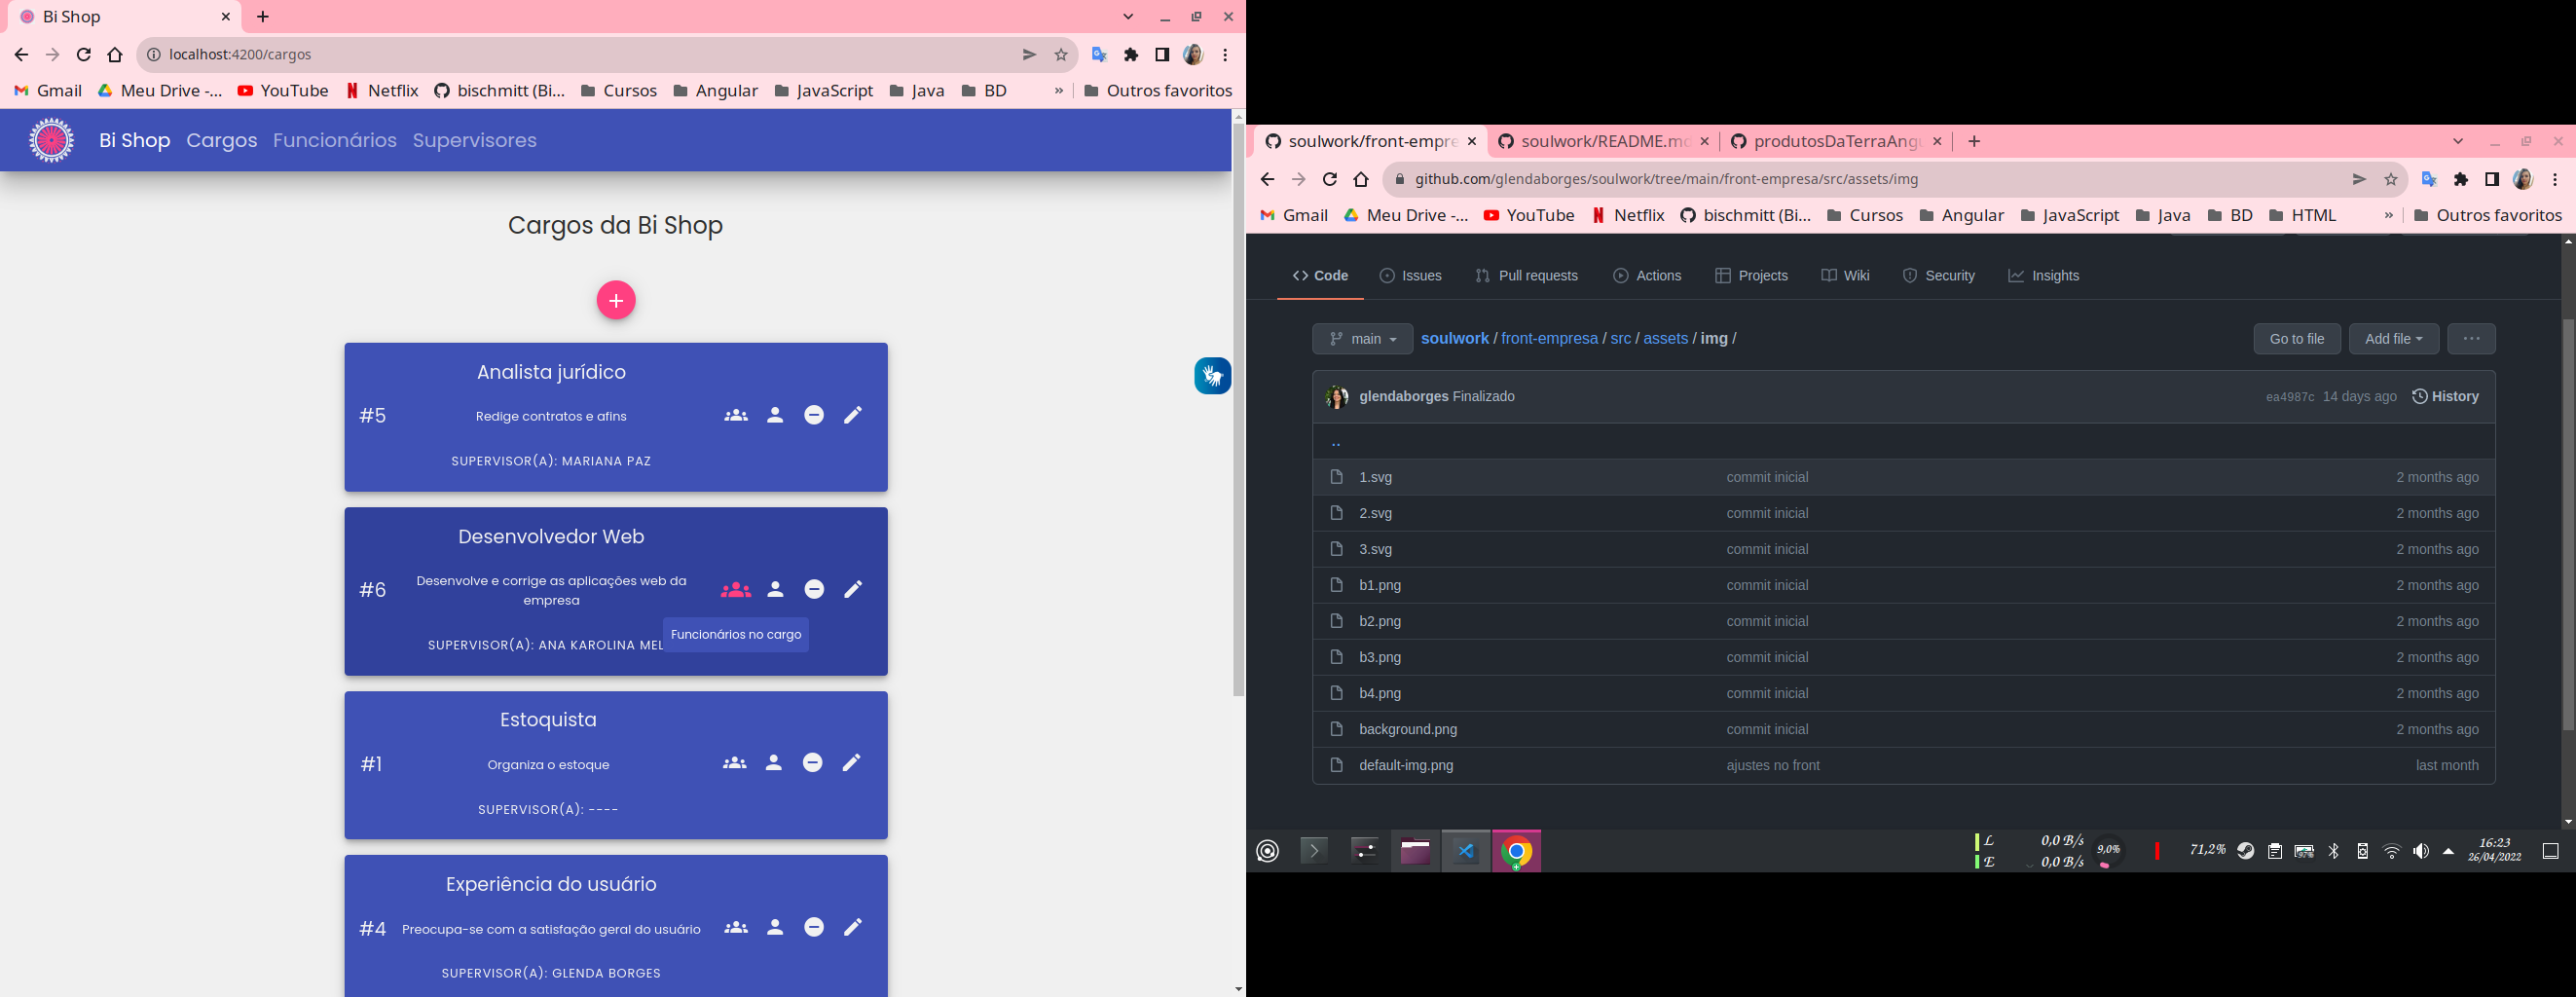 Bi Shop
localhost:4200/cargos
Gmail Meu Drive -... YouTube Netflix bischmitt (Bi... Cursos Angular JavaScript Java BD » Outros favoritos
Bi Shop Cargos Funcionários Supervisores
Cargos da Bi Shop
+
Analista jurídico
#5 Redige contratos e afins
SUPERVISOR(A): MARIANA PAZ
Desenvolvedor Web
#6 Desenvolve e corrige as aplicações web da
empresa
Funcionários no cargo
SUPERVISOR(A): ANA KAROLINA MEL
Estoquista
#1 Organiza o estoque
SUPERVISOR(A): ----
Experiência do usuário
#4 Preocupa-se com a satisfação geral do usuário
SUPERVISOR(A): GLENDA BORGES
soulwork/front-empre soulwork/README.md produtosDaTerraAngu
github.com/glendaborges/soulwork/tree/main/front-empresa/src/assets/img
Gmail Meu Drive -... YouTube Netflix bischmitt (Bi... Cursos Angular JavaScript Java BD HTML » Outros favoritos
Code Issues Pull requests Actions Projects Wiki Security Insights
main soulwork / front-empresa / src / assets / img / Go to file Add file ...
glendaborges Finalizado ea4987c 14 days ago History
..
1.svg commit inicial 2 months ago
2.svg commit inicial 2 months ago
3.svg commit inicial 2 months ago
b1.png commit inicial 2 months ago
b2.png commit inicial 2 months ago
b3.png commit inicial 2 months ago
b4.png commit inicial 2 months ago
background.png commit inicial 2 months ago
default-img.png ajustes no front last month
L 0,0 B/s
E 0,0 B/s
9,0% 71,2% 97%
16:23
26/04/2022